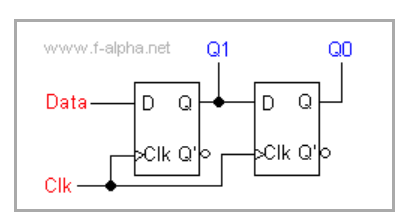 www.f-alpha.net
Q1
Q0
Data
D Q
D Q
Clk Q'
Clk Q'
Clk